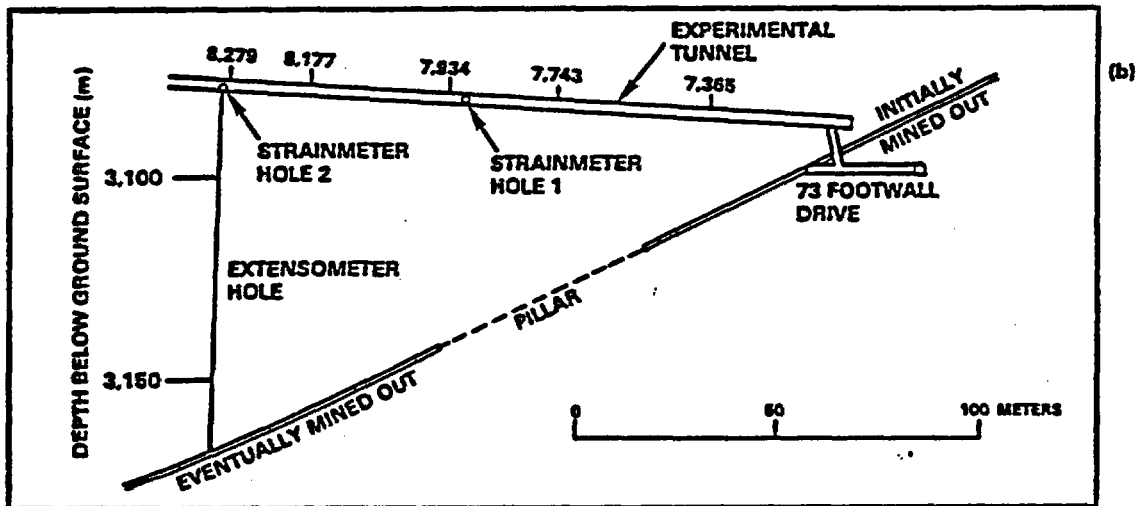 (b)
EXPERIMENTAL
TUNNEL
8,279
8,177
7,934
7,743
7,365
INITIALLY
MINED OUT
STRAINMETER
HOLE 2
STRAINMETER
HOLE 1
73 FOOTWALL
DRIVE
DEPTH BELOW GROUND SURFACE (m)
3,100
EXTENSOMETER
HOLE
PILLAR
3,150
EVENTUALLY MINED OUT
0
50
100 METERS